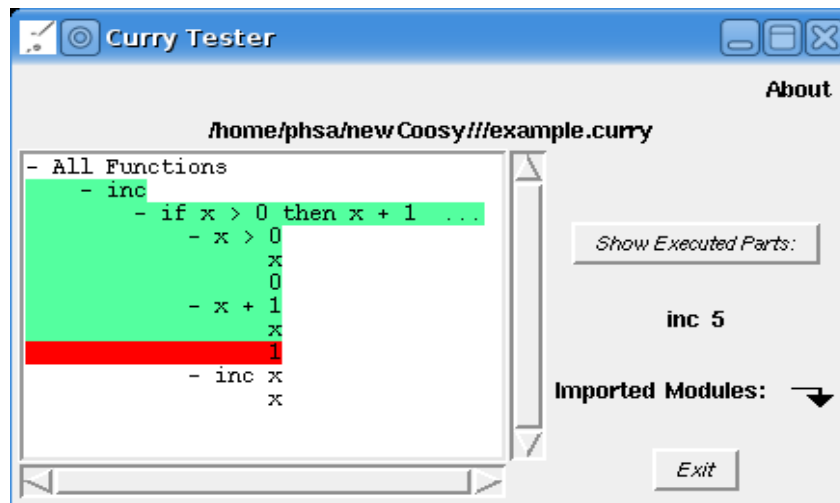 Curry Tester
About
/home/phsa/newCoosy///example.curry
- All Functions
- inc
- if x > 0 then x + 1 ...
- x > 0
x
0
- x + 1
x
1
- inc x
x
Show Executed Parts:
inc 5
Imported Modules:
Exit